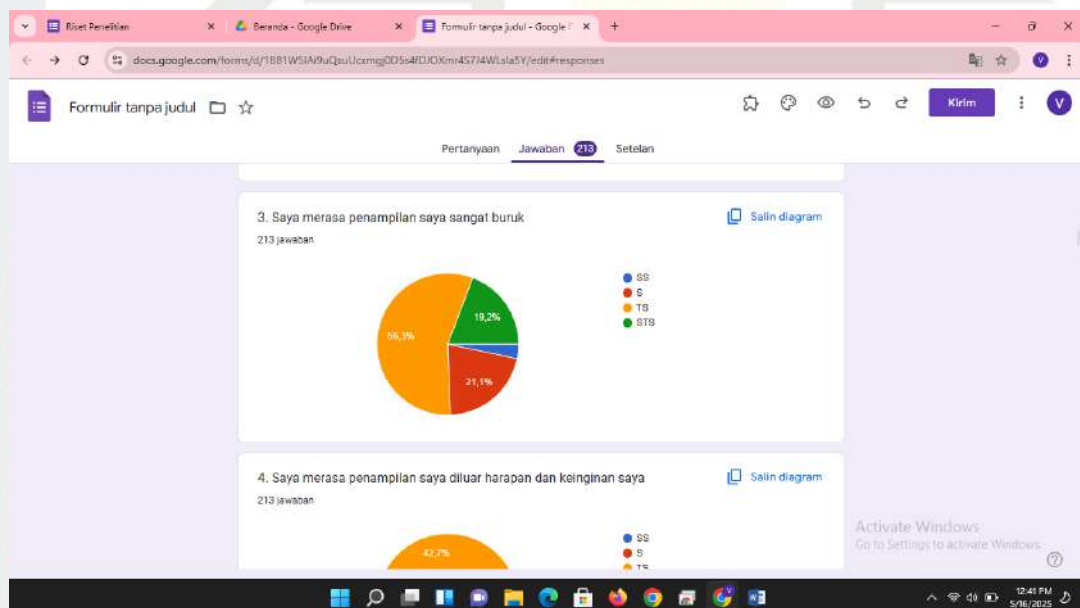 Riset Penelitian
Beranda - Google Drive
Formulir tanpa judul - Google F
docs.google.com/forms/d/
/edit#responses
Formulir tanpa judul
Kirim
V
Pertanyaan Jawaban 213 Setelan
3. Saya merasa penampilan saya sangat buruk
Salin diagram
213 jawaban
SS
S
TS
STS
19,2%
56,3%
21,1%
4. Saya merasa penampilan saya diluar harapan dan keinginan saya
Salin diagram
213 jawaban
SS
S
TS
42,7%
Activate Windows
Go to Settings to activate Windows.
12:41 PM
5/16/2025